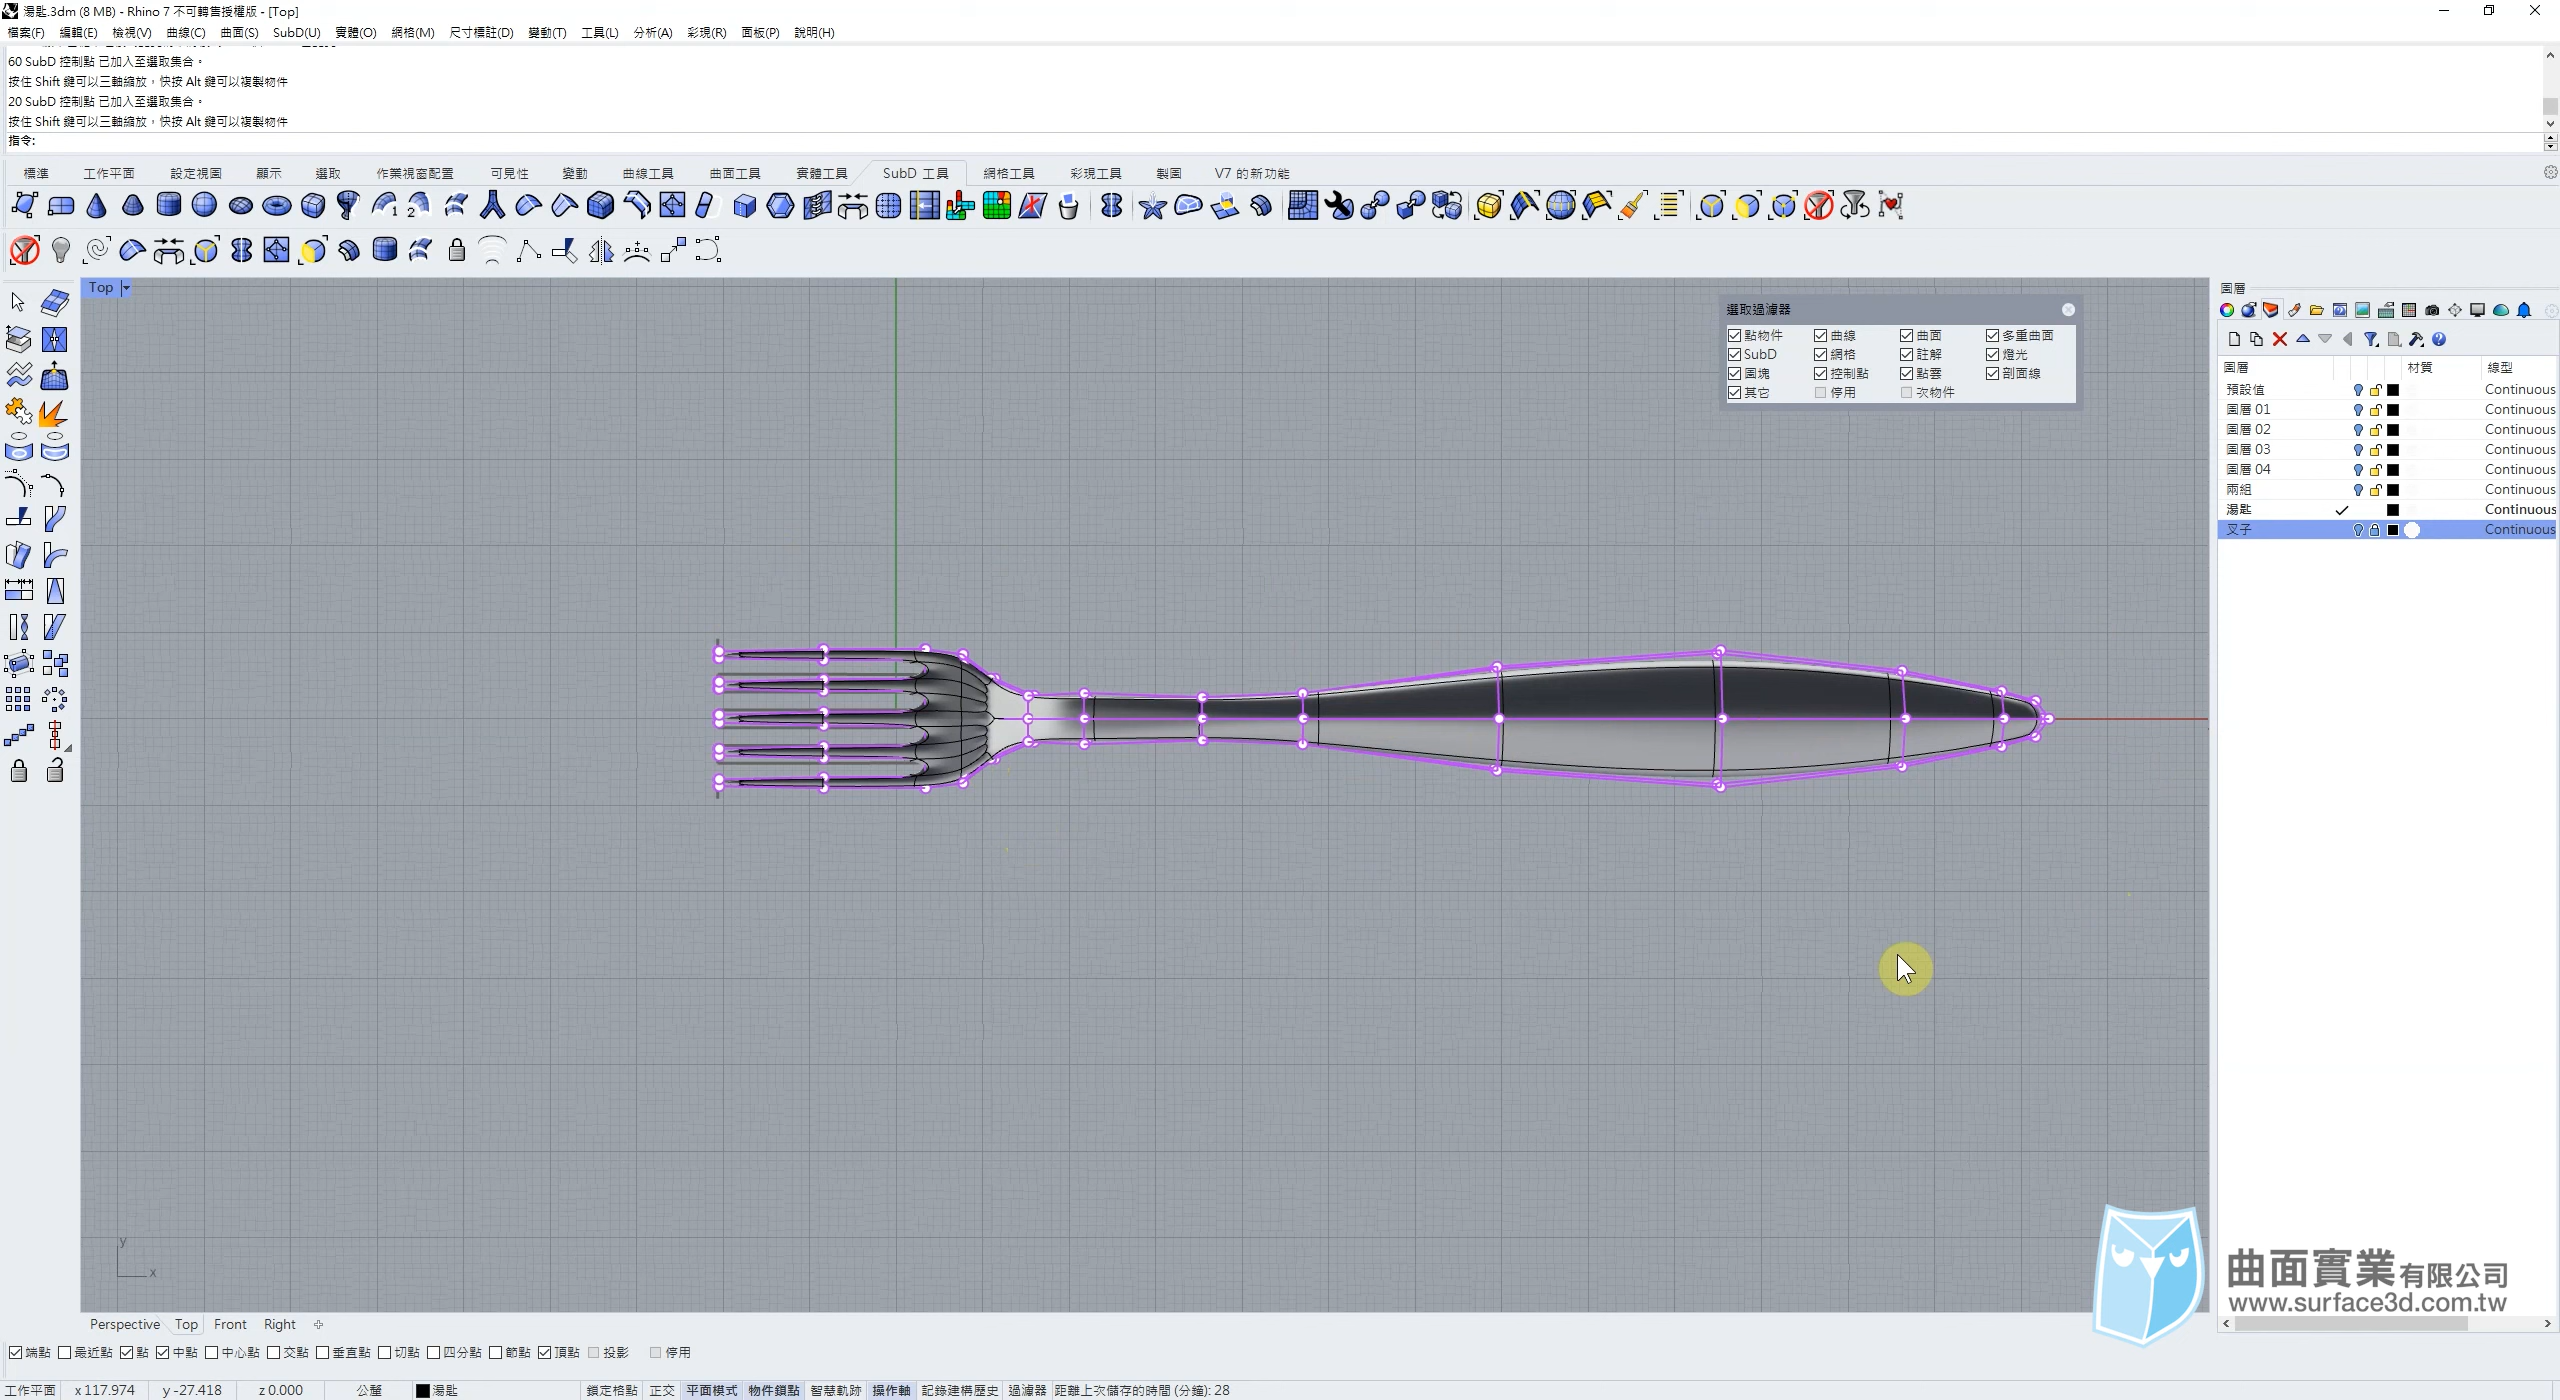 湯匙.3dm (8 MB) - Rhino 7 不可轉售授權版 - [Top]
檔案(F) 編輯(E) 檢視(V) 曲線(C) 曲面(S) SubD(U) 實體(O) 網格(M) 尺寸標註(D) 變動(T) 工具(L) 分析(A) 彩現(R) 面板(P) 說明(H)
60 SubD 控制點 已加入至選取集合。
按住 Shift 鍵可以三軸縮放，快按 Alt 鍵可以複製物件
20 SubD 控制點 已加入至選取集合。
按住 Shift 鍵可以三軸縮放，快按 Alt 鍵可以複製物件
指令:
標準 工作平面 設定視圖 顯示 選取 作業視窗配置 可見性 變動 曲線工具 曲面工具 實體工具 SubD 工具 網格工具 彩現工具 製圖 V7 的新功能
Top
選取過濾器
點物件 曲線 曲面 多重曲面
SubD 網格 註解 燈光
圖塊 控制點 點雲 剖面線
其它 停用 次物件
圖層
圖層 材質 線型
預設值 Continuous
圖層 01 Continuous
圖層 02 Continuous
圖層 03 Continuous
圖層 04 Continuous
兩組 Continuous
湯匙 Continuous
叉子 Continuous
y
x
曲面實業有限公司
www.surface3d.com.tw
Perspective Top Front Right
端點 最近點 點 中點 中心點 交點 垂直點 切點 四分點 節點 頂點 投影 停用
工作平面 x 117.974 y -27.418 z 0.000 公釐 湯匙 鎖定格點 正交 平面模式 物件鎖點 智慧軌跡 操作軸 記錄建構歷史 過濾器 距離上次儲存的時間 (分鐘): 28